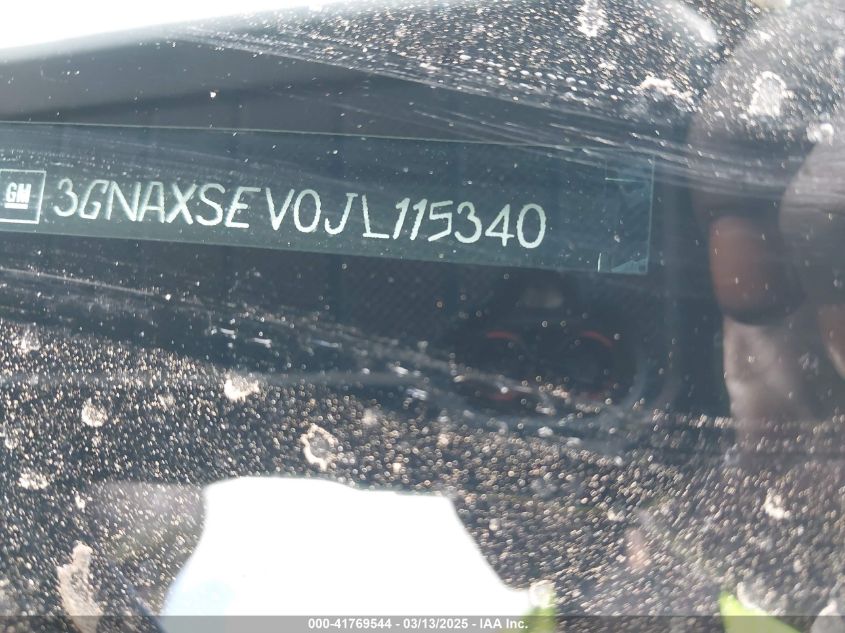 GM 3GNAXSEV0JL115340
000-41769544 - 03/13/2025 - IAA Inc.